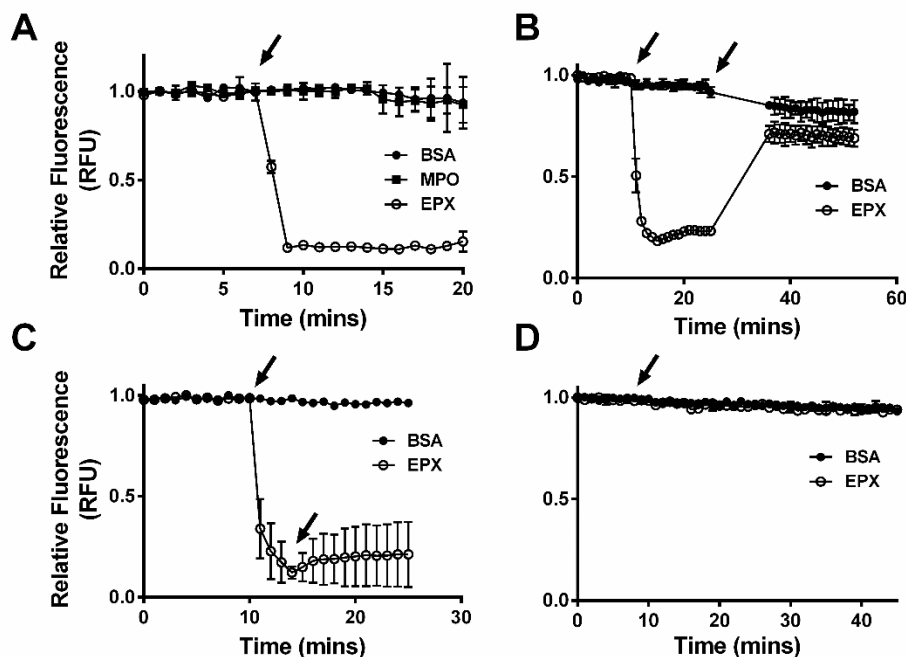 A
Relative Fluorescence
(RFU)
1.0
0.5
0.0
BSA
MPO
EPX
0
5
10
15
20
Time (mins)
B
1.0
0.5
0.0
BSA
EPX
0
20
40
60
Time (mins)
C
Relative Fluorescence
(RFU)
1.0
0.5
0.0
BSA
EPX
0
10
20
30
Time (mins)
D
1.0
0.5
0.0
BSA
EPX
0
10
20
30
40
Time (mins)